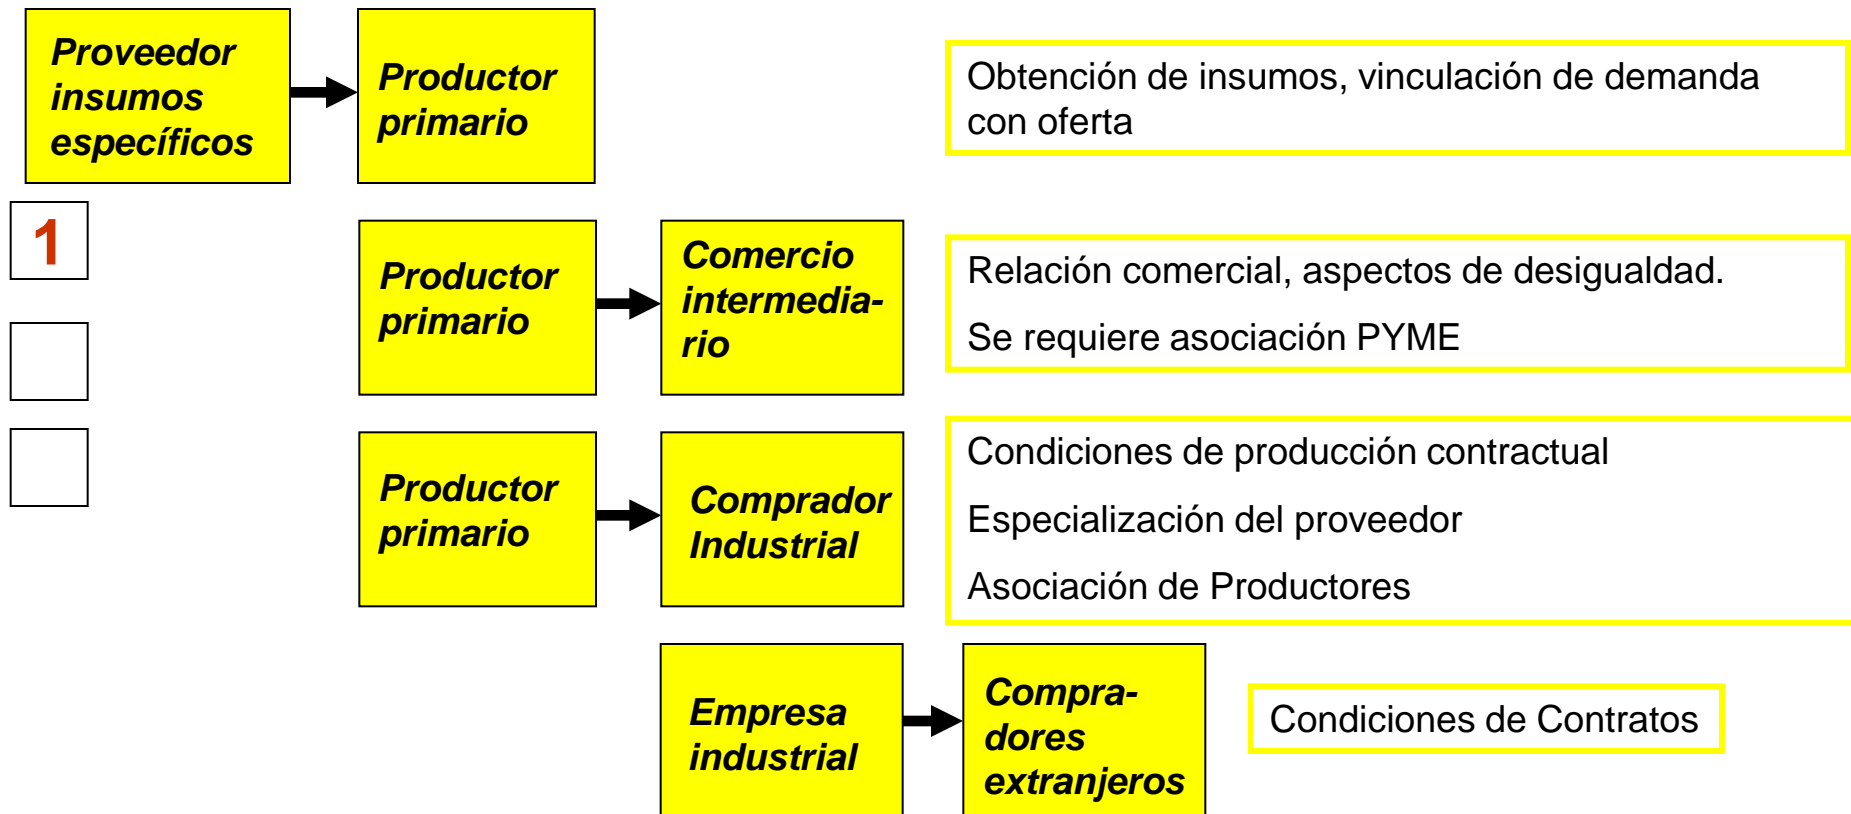 Proveedor
insumos
específicos
Productor
primario
Obtención de insumos, vinculación de demanda
con oferta
1
Productor
primario
Comercio
intermedia-
rio
Relación comercial, aspectos de desigualdad.
Se requiere asociación PYME
Productor
primario
Comprador
Industrial
Condiciones de producción contractual
Especialización del proveedor
Asociación de Productores
Empresa
industrial
Compra-
dores
extranjeros
Condiciones de Contratos